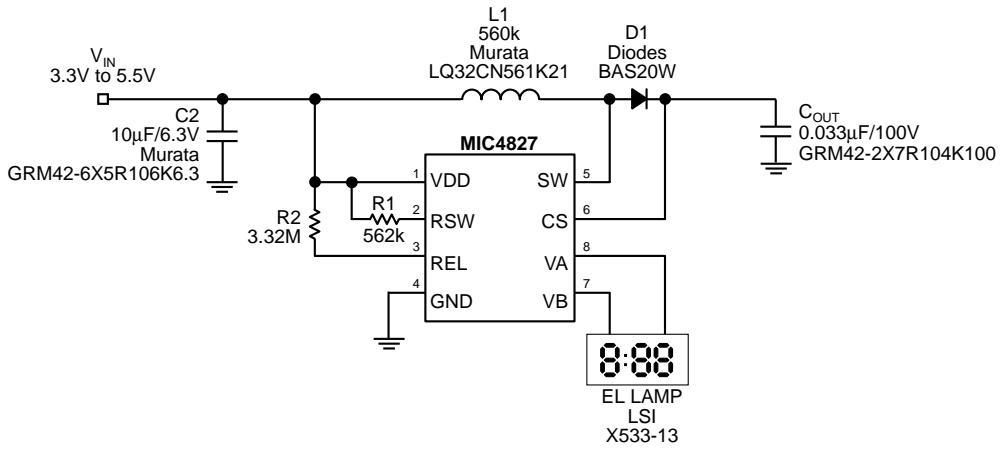 L1
560k
Murata
LQ32CN561K21
D1
Diodes
BAS20W
VIN
3.3V to 5.5V
C2
10µF/6.3V
Murata
GRM42-6X5R106K6.3
COUT
0.033µF/100V
GRM42-2X7R104K100
MIC4827
1
VDD
SW
5
R1
562k
2
RSW
CS
6
R2
3.32M
3
REL
VA
8
4
GND
VB
7
8:88
EL LAMP
LSI
X533-13